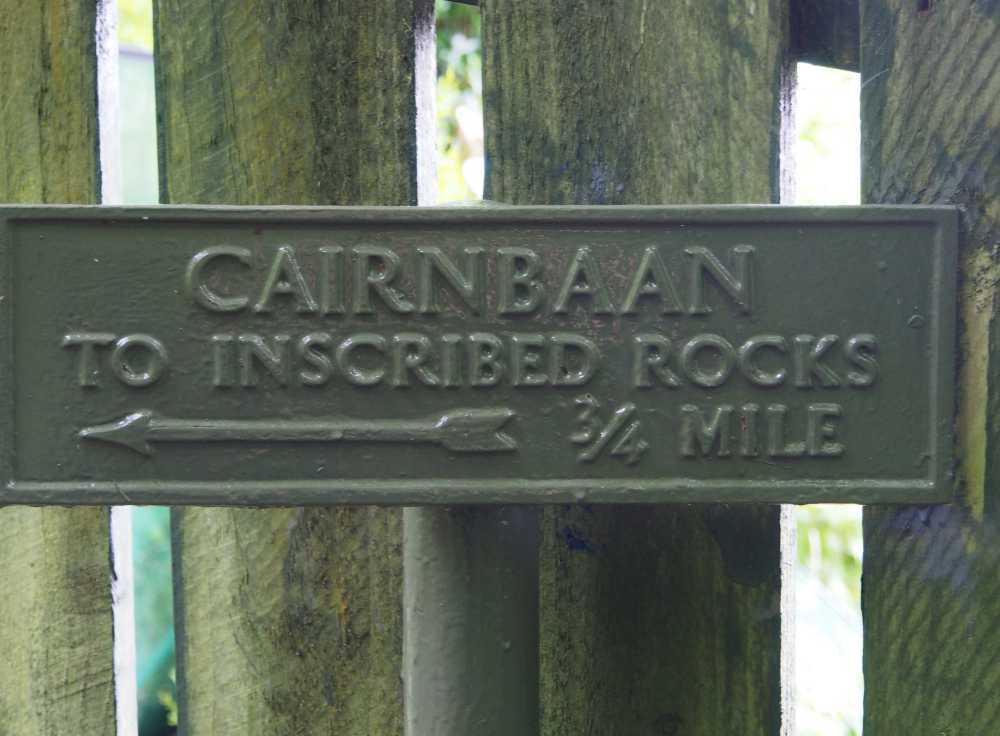 CAIRNBAAN
TO INSCRIBED ROCKS
3/4 MILE